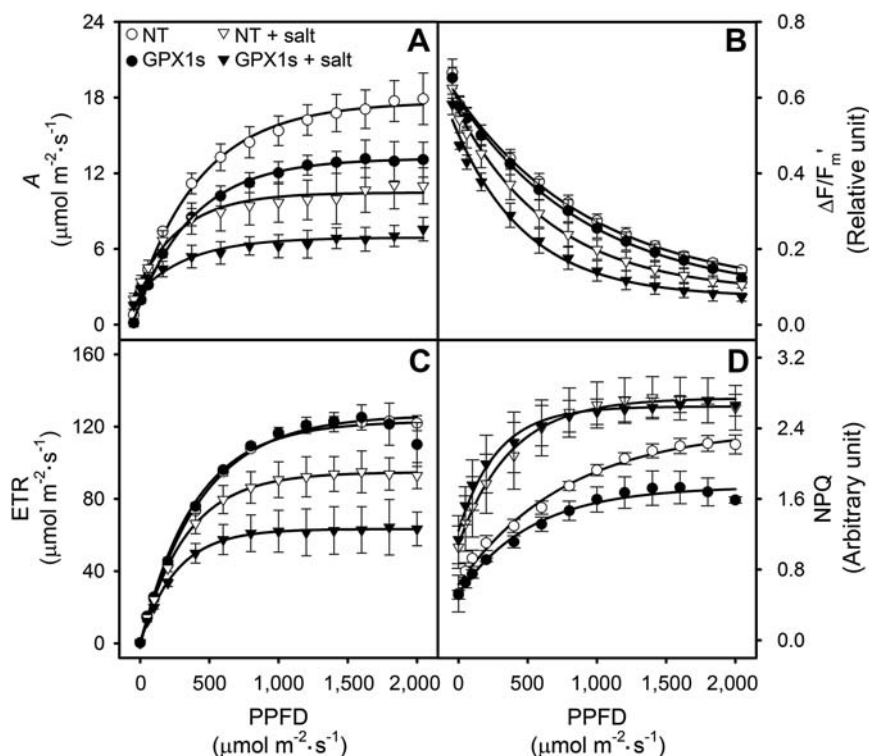 24
18
12
6
0
A
(μmol m⁻²·s⁻¹)
NT
NT + salt
GPX1s
GPX1s + salt
A
B
0.8
0.6
0.4
0.2
0.0
ΔF/Fm'
(Relative unit)
160
120
80
40
0
ETR
(μmol m⁻²·s⁻¹)
C
D
3.2
2.4
1.6
0.8
0.0
NPQ
(Arbitrary unit)
0 500 1,000 1,500 2,000
0 500 1,000 1,500 2,000
PPFD
(μmol m⁻²·s⁻¹)
PPFD
(μmol m⁻²·s⁻¹)